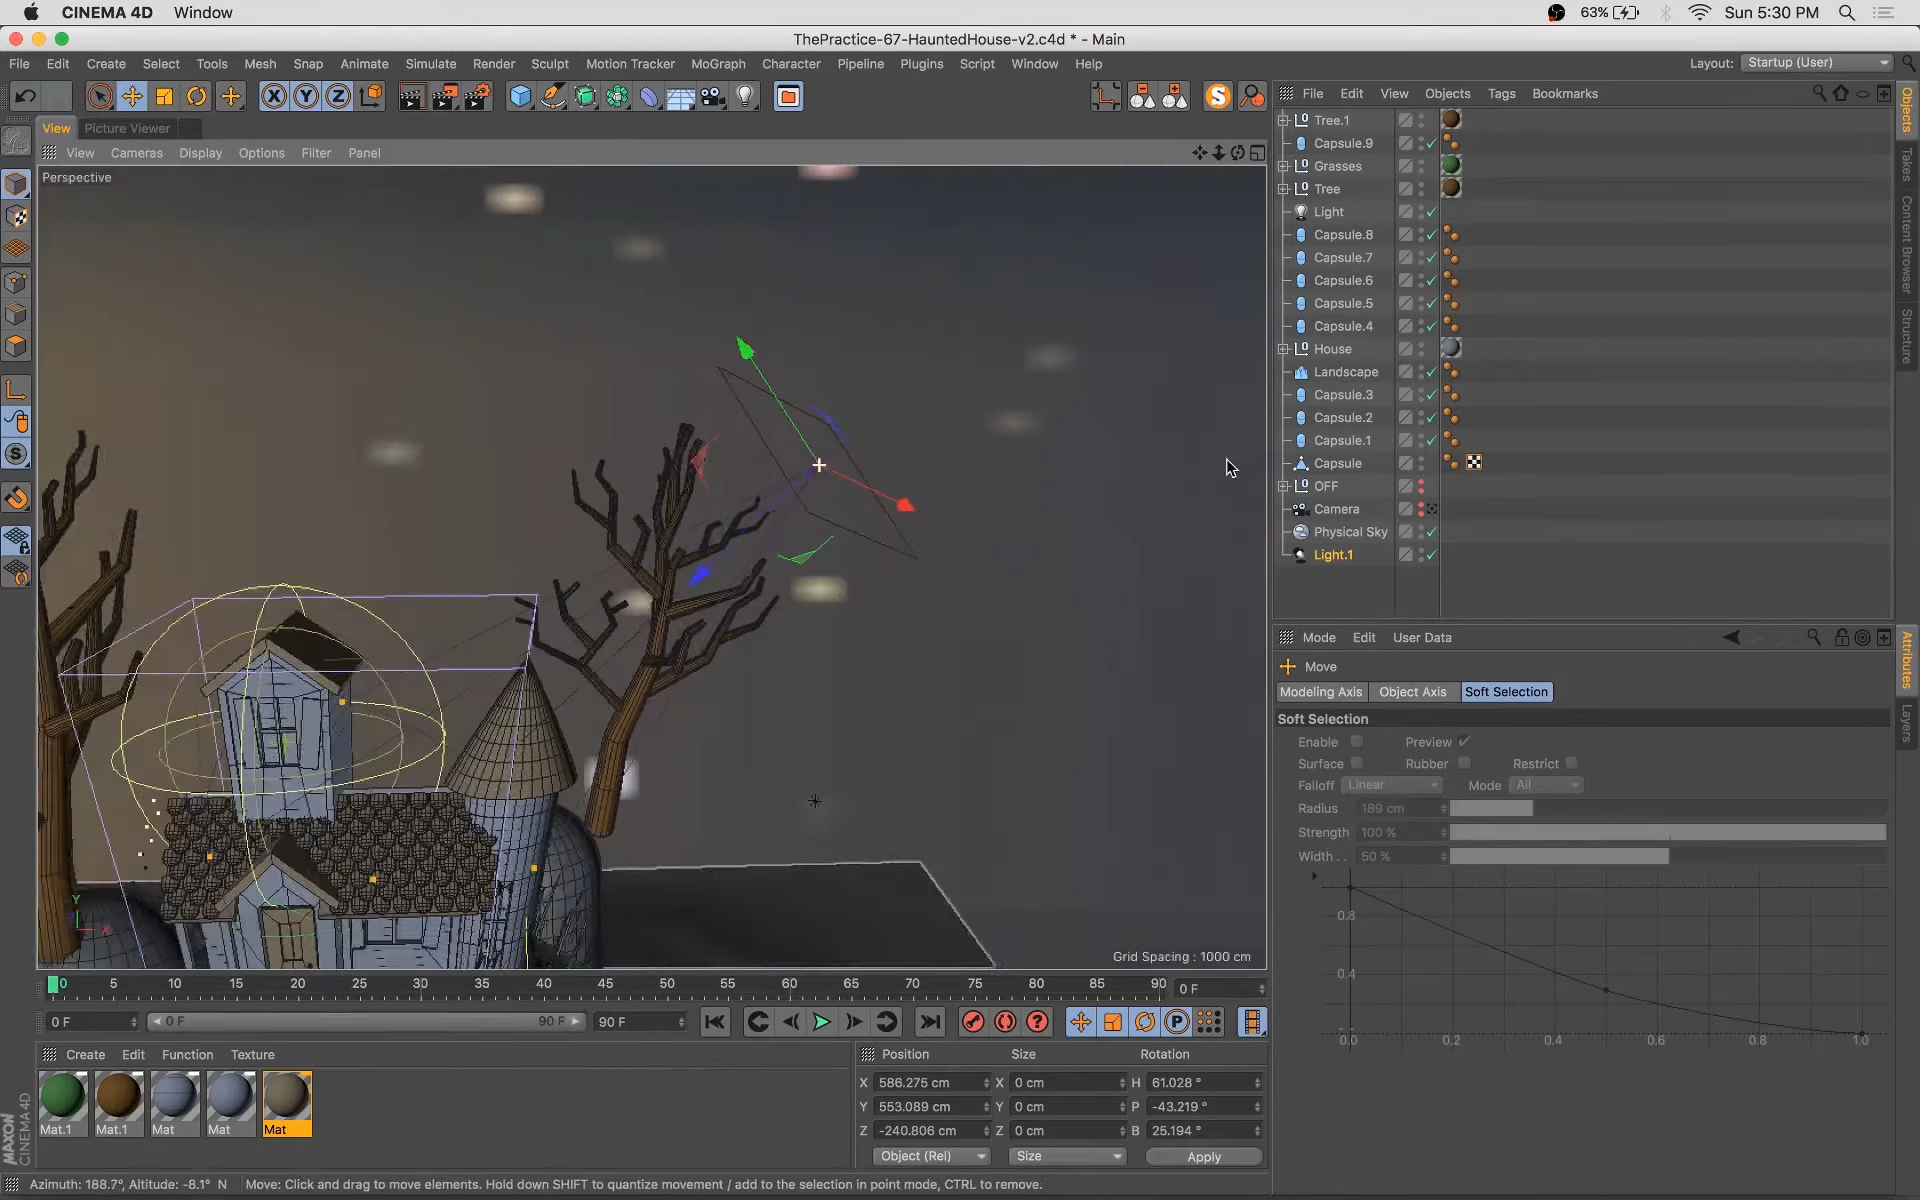 CINEMA 4D Window 63% Sun 5:30 PM
ThePractice-67-HauntedHouse-v2.c4d * - Main
File Edit Create Select Tools Mesh Snap Animate Simulate Render Sculpt Motion Tracker MoGraph Character Pipeline Plugins Script Window Help Layout: Startup (User)
X Y Z S
File Edit View Objects Tags Bookmarks
View Picture Viewer
View Cameras Display Options Filter Panel
Perspective
Tree.1
Capsule.9
Grasses
Tree
Light
Capsule.8
Capsule.7
Capsule.6
Capsule.5
Capsule.4
House
Landscape
Capsule.3
Capsule.2
Capsule.1
Capsule
OFF
Camera
Physical Sky
Light.1
Objects
Takes
Content Browser
Structure
Mode Edit User Data
Move
Modeling Axis Object Axis Soft Selection
Soft Selection
Enable Preview
Surface Rubber Restrict
Falloff Linear Mode All
Radius 189 cm
Strength 100 %
Width . . 50 %
0.8
0.4
0.0 0.2 0.4 0.6 0.8 1.0
Attributes
Layers
Y
X
Grid Spacing : 1000 cm
0 5 10 15 20 25 30 35 40 45 50 55 60 65 70 75 80 85 90 0 F
0 F 0 F 90 F 90 F P
Create Edit Function Texture
Mat.1 Mat.1 Mat Mat Mat
Position Size Rotation
X 586.275 cm X 0 cm H 61.028 °
Y 553.089 cm Y 0 cm P -43.219 °
Z -240.806 cm Z 0 cm B 25.194 °
Object (Rel) Size Apply
MAXON
CINEMA 4D
Azimuth: 188.7°, Altitude: -8.1° N Move: Click and drag to move elements. Hold down SHIFT to quantize movement / add to the selection in point mode, CTRL to remove.